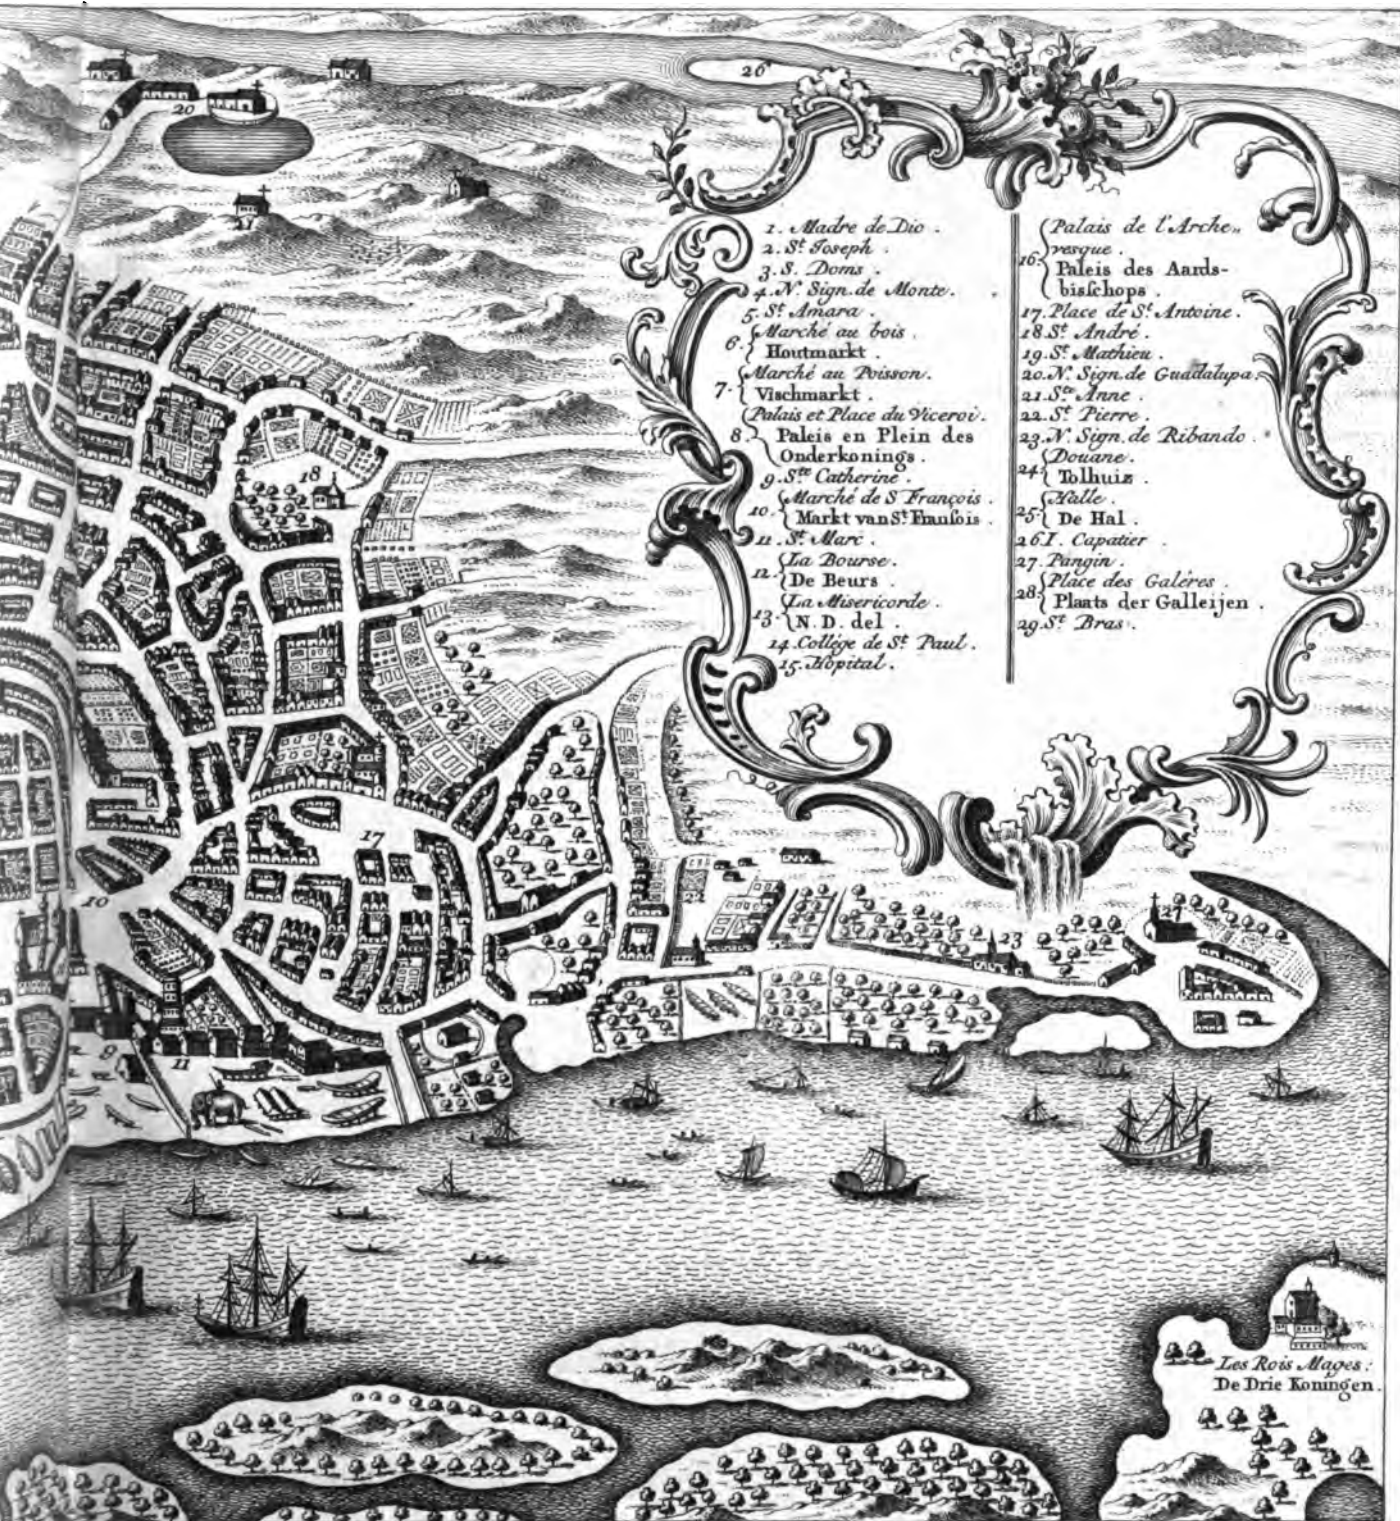 1. Madre de Dio.
2. St. Joseph.
3. S. Doms.
4. N. Sign. de Monte.
5. St. Amara.
6. Marché au bois.
Houtmarkt.
7. Marché au Poisson.
Vischmarkt.
8. Palais et Place du Viceroi.
Paleis en Plein des
Onderkonings.
9. Ste. Catherine.
10. Marché de S François.
Markt van St. Fransois.
11. St. Marc.
12. La Bourse.
De Beurs.
13. La Misericorde.
N. D. del.
14. Collège de St. Paul.
15. Hôpital.
16. Palais de l'Arche„
vesque.
Paleis des Aards-
bisschops.
17. Place de St. Antoine.
18. St. André.
19. St. Mathieu.
20. N. Sign. de Guadalupa.
21. Ste. Anne.
22. St. Pierre.
23. N. Sign. de Ribando.
24. Douane.
Tolhuiz.
25. Halle.
De Hal.
26. I. Capatier.
27. Pangin.
28. Place des Galères.
Plaats der Galleijen.
29. St. Bras.
26
20
21
18
17
10
22
23
27
9
11
Les Rois Mages:
De Drie Koningen.